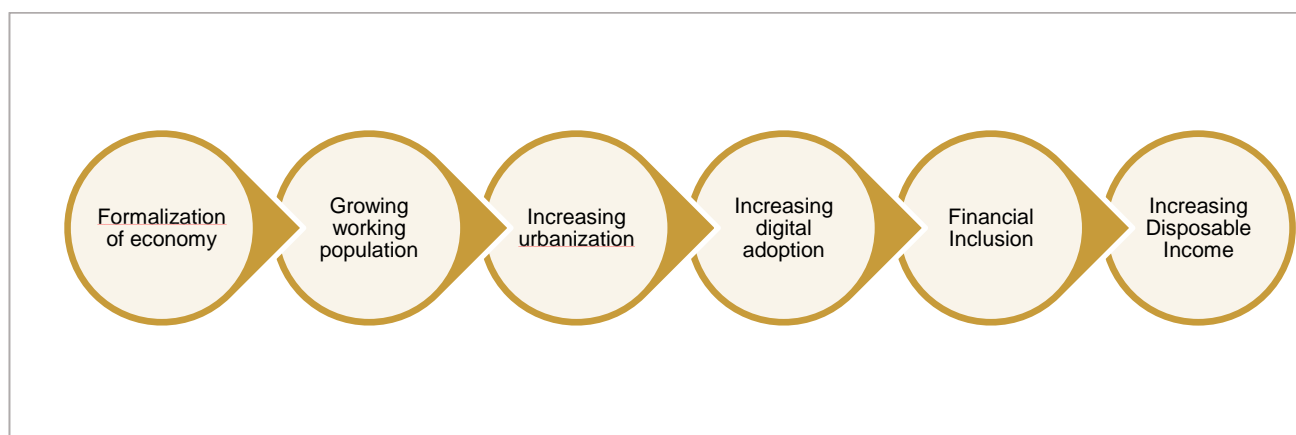 Formalization
of economy
Growing
working
population
Increasing
urbanization
Increasing
digital
adoption
Financial
Inclusion
Increasing
Disposable
Income